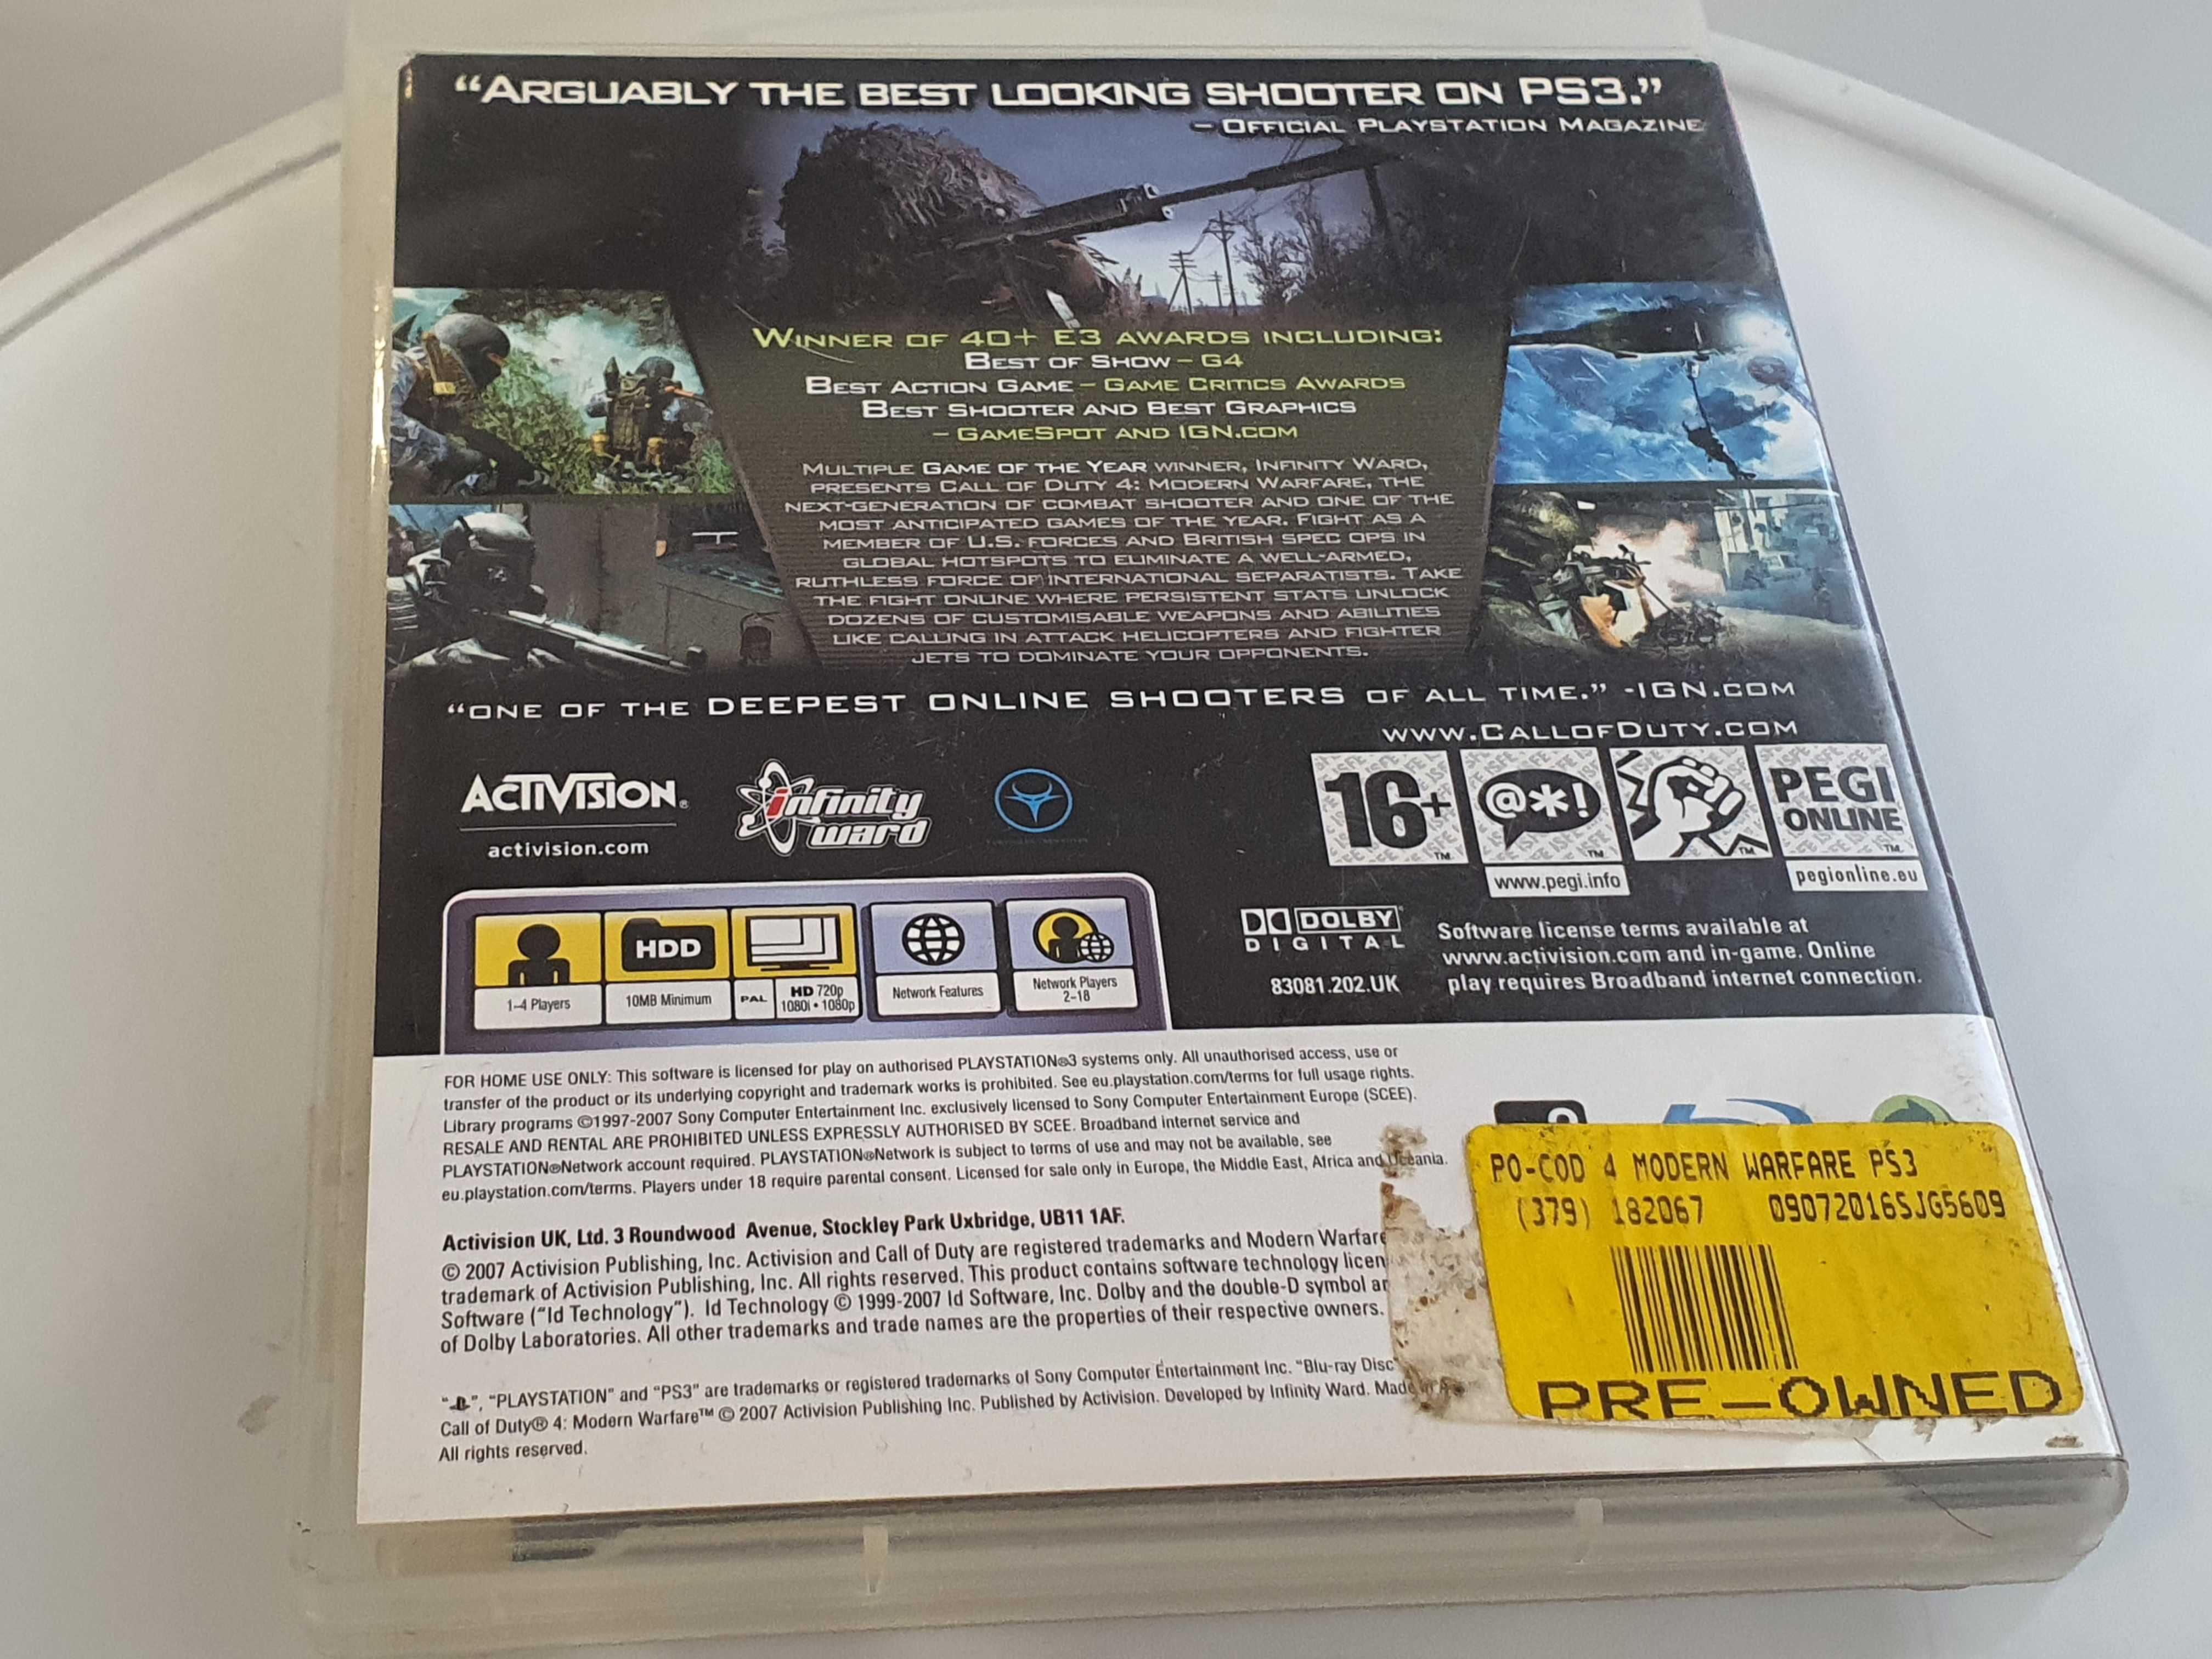 “ARGUABLY THE BEST LOOKING SHOOTER ON PS3.”
– OFFICIAL PLAYSTATION MAGAZINE
WINNER OF 40+ E3 AWARDS INCLUDING:
BEST OF SHOW – G4
BEST ACTION GAME – GAME CRITICS AWARDS
BEST SHOOTER AND BEST GRAPHICS
– GAMESPOT AND IGN.COM
MULTIPLE GAME OF THE YEAR WINNER, INFINITY WARD,
PRESENTS CALL OF DUTY 4: MODERN WARFARE, THE
NEXT-GENERATION OF COMBAT SHOOTER AND ONE OF THE
MOST ANTICIPATED GAMES OF THE YEAR. FIGHT AS A
MEMBER OF U.S. FORCES AND BRITISH SPEC OPS IN
GLOBAL HOTSPOTS TO ELIMINATE A WELL-ARMED,
RUTHLESS FORCE OF INTERNATIONAL SEPARATISTS. TAKE
THE FIGHT ONLINE WHERE PERSISTENT STATS UNLOCK
DOZENS OF CUSTOMISABLE WEAPONS AND ABILITIES
LIKE CALLING IN ATTACK HELICOPTERS AND FIGHTER
JETS TO DOMINATE YOUR OPPONENTS.
“ONE OF THE DEEPEST ONLINE SHOOTERS OF ALL TIME.” -IGN.COM
WWW.CALLOFDUTY.COM
ACTIVISION®
activision.com
infinity
ward
16+ ™
@*! ™
www.pegi.info
™
PEGI
ONLINE ™
pegionline.eu
1–4 Players
HDD
10MB Minimum
PAL
HD 720p
1080i • 1080p
Network Features
Network Players
2–18
DOLBY
DIGITAL
83081.202.UK
Software license terms available at
www.activision.com and in-game. Online
play requires Broadband internet connection.
FOR HOME USE ONLY: This software is licensed for play on authorised PLAYSTATION®3 systems only. All unauthorised access, use or
transfer of the product or its underlying copyright and trademark works is prohibited. See eu.playstation.com/terms for full usage rights.
Library programs ©1997-2007 Sony Computer Entertainment Inc. exclusively licensed to Sony Computer Entertainment Europe (SCEE).
RESALE AND RENTAL ARE PROHIBITED UNLESS EXPRESSLY AUTHORISED BY SCEE. Broadband internet service and
PLAYSTATION®Network account required. PLAYSTATION®Network is subject to terms of use and may not be available, see
eu.playstation.com/terms. Players under 18 require parental consent. Licensed for sale only in Europe, the Middle East, Africa and Oceania.
Activision UK, Ltd. 3 Roundwood Avenue, Stockley Park Uxbridge, UB11 1AF.
© 2007 Activision Publishing, Inc. Activision and Call of Duty are registered trademarks and Modern Warfare
trademark of Activision Publishing, Inc. All rights reserved. This product contains software technology licen
Software (“Id Technology”). Id Technology © 1999-2007 Id Software, Inc. Dolby and the double-D symbol ar
of Dolby Laboratories. All other trademarks and trade names are the properties of their respective owners.
“ ”, “PLAYSTATION” and “PS3” are trademarks or registered trademarks of Sony Computer Entertainment Inc. “Blu-ray Disc”
Call of Duty® 4: Modern Warfare™ © 2007 Activision Publishing Inc. Published by Activision. Developed by Infinity Ward. Made in
All rights reserved.
PO-COD 4 MODERN WARFARE PS3
(379) 182067 09072016SJG5609
PRE-OWNED